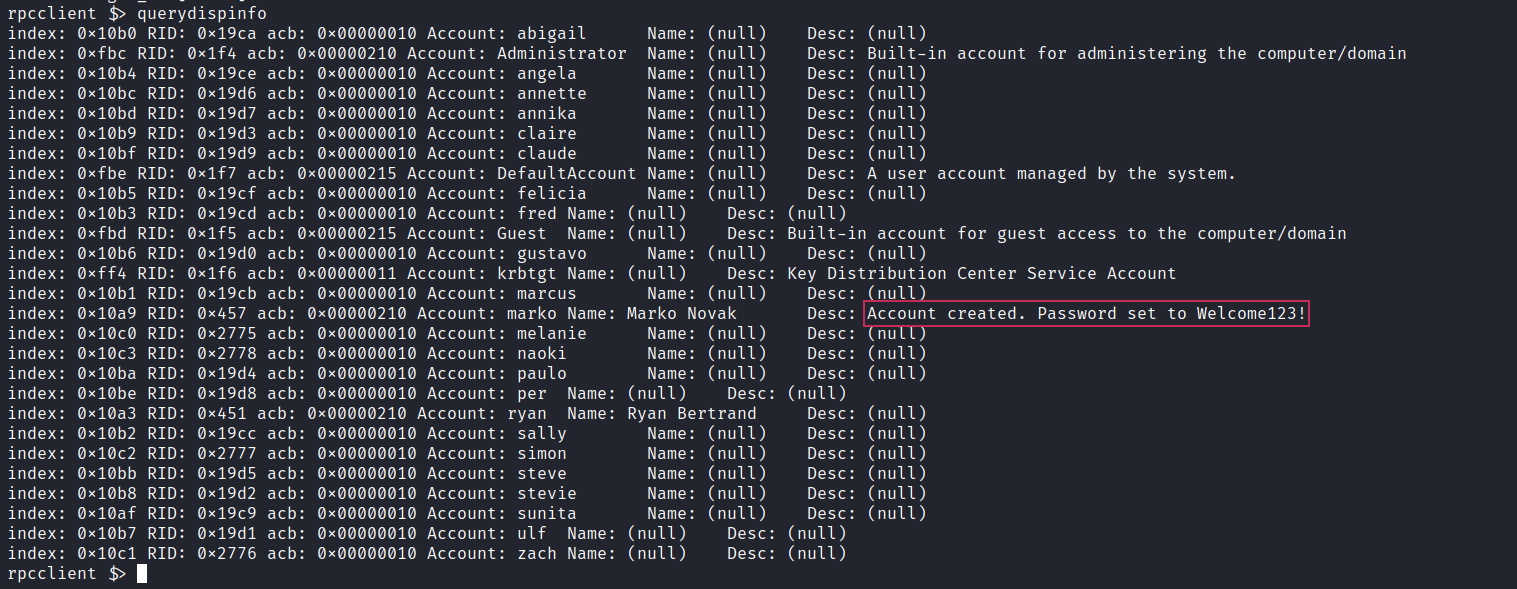 rpcclient $> querydispinfo
index: 0×10b0 RID: 0×19ca acb: 0×00000010 Account: abigail Name: (null) Desc: (null)
index: 0×fbc RID: 0×1f4 acb: 0×00000210 Account: Administrator Name: (null) Desc: Built-in account for administering the computer/domain
index: 0×10b4 RID: 0×19ce acb: 0×00000010 Account: angela Name: (null) Desc: (null)
index: 0×10bc RID: 0×19d6 acb: 0×00000010 Account: annette Name: (null) Desc: (null)
index: 0×10bd RID: 0×19d7 acb: 0×00000010 Account: annika Name: (null) Desc: (null)
index: 0×10b9 RID: 0×19d3 acb: 0×00000010 Account: claire Name: (null) Desc: (null)
index: 0×10bf RID: 0×19d9 acb: 0×00000010 Account: claude Name: (null) Desc: (null)
index: 0×fbe RID: 0×1f7 acb: 0×00000215 Account: DefaultAccount Name: (null) Desc: A user account managed by the system.
index: 0×10b5 RID: 0×19cf acb: 0×00000010 Account: felicia Name: (null) Desc: (null)
index: 0×10b3 RID: 0×19cd acb: 0×00000010 Account: fred Name: (null) Desc: (null)
index: 0×fbd RID: 0×1f5 acb: 0×00000215 Account: Guest Name: (null) Desc: Built-in account for guest access to the computer/domain
index: 0×10b6 RID: 0×19d0 acb: 0×00000010 Account: gustavo Name: (null) Desc: (null)
index: 0×ff4 RID: 0×1f6 acb: 0×00000011 Account: krbtgt Name: (null) Desc: Key Distribution Center Service Account
index: 0×10b1 RID: 0×19cb acb: 0×00000010 Account: marcus Name: (null) Desc: (null)
index: 0×10a9 RID: 0×457 acb: 0×00000210 Account: marko Name: Marko Novak Desc: Account created. Password set to Welcome123!
index: 0×10c0 RID: 0×2775 acb: 0×00000010 Account: melanie Name: (null) Desc: (null)
index: 0×10c3 RID: 0×2778 acb: 0×00000010 Account: naoki Name: (null) Desc: (null)
index: 0×10ba RID: 0×19d4 acb: 0×00000010 Account: paulo Name: (null) Desc: (null)
index: 0×10be RID: 0×19d8 acb: 0×00000010 Account: per Name: (null) Desc: (null)
index: 0×10a3 RID: 0×451 acb: 0×00000210 Account: ryan Name: Ryan Bertrand Desc: (null)
index: 0×10b2 RID: 0×19cc acb: 0×00000010 Account: sally Name: (null) Desc: (null)
index: 0×10c2 RID: 0×2777 acb: 0×00000010 Account: simon Name: (null) Desc: (null)
index: 0×10bb RID: 0×19d5 acb: 0×00000010 Account: steve Name: (null) Desc: (null)
index: 0×10b8 RID: 0×19d2 acb: 0×00000010 Account: stevie Name: (null) Desc: (null)
index: 0×10af RID: 0×19c9 acb: 0×00000010 Account: sunita Name: (null) Desc: (null)
index: 0×10b7 RID: 0×19d1 acb: 0×00000010 Account: ulf Name: (null) Desc: (null)
index: 0×10c1 RID: 0×2776 acb: 0×00000010 Account: zach Name: (null) Desc: (null)
rpcclient $>